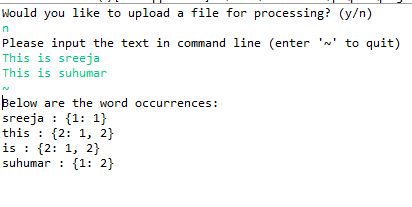 Would you like to upload a file for processing? (y/n)
n
Please input the text in command line (enter '~' to quit)
This is sreeja
This is suhumar
~
Below are the word occurrences:
sreeja : {1: 1}
this : {2: 1, 2}
is : {2: 1, 2}
suhumar : {1: 2}